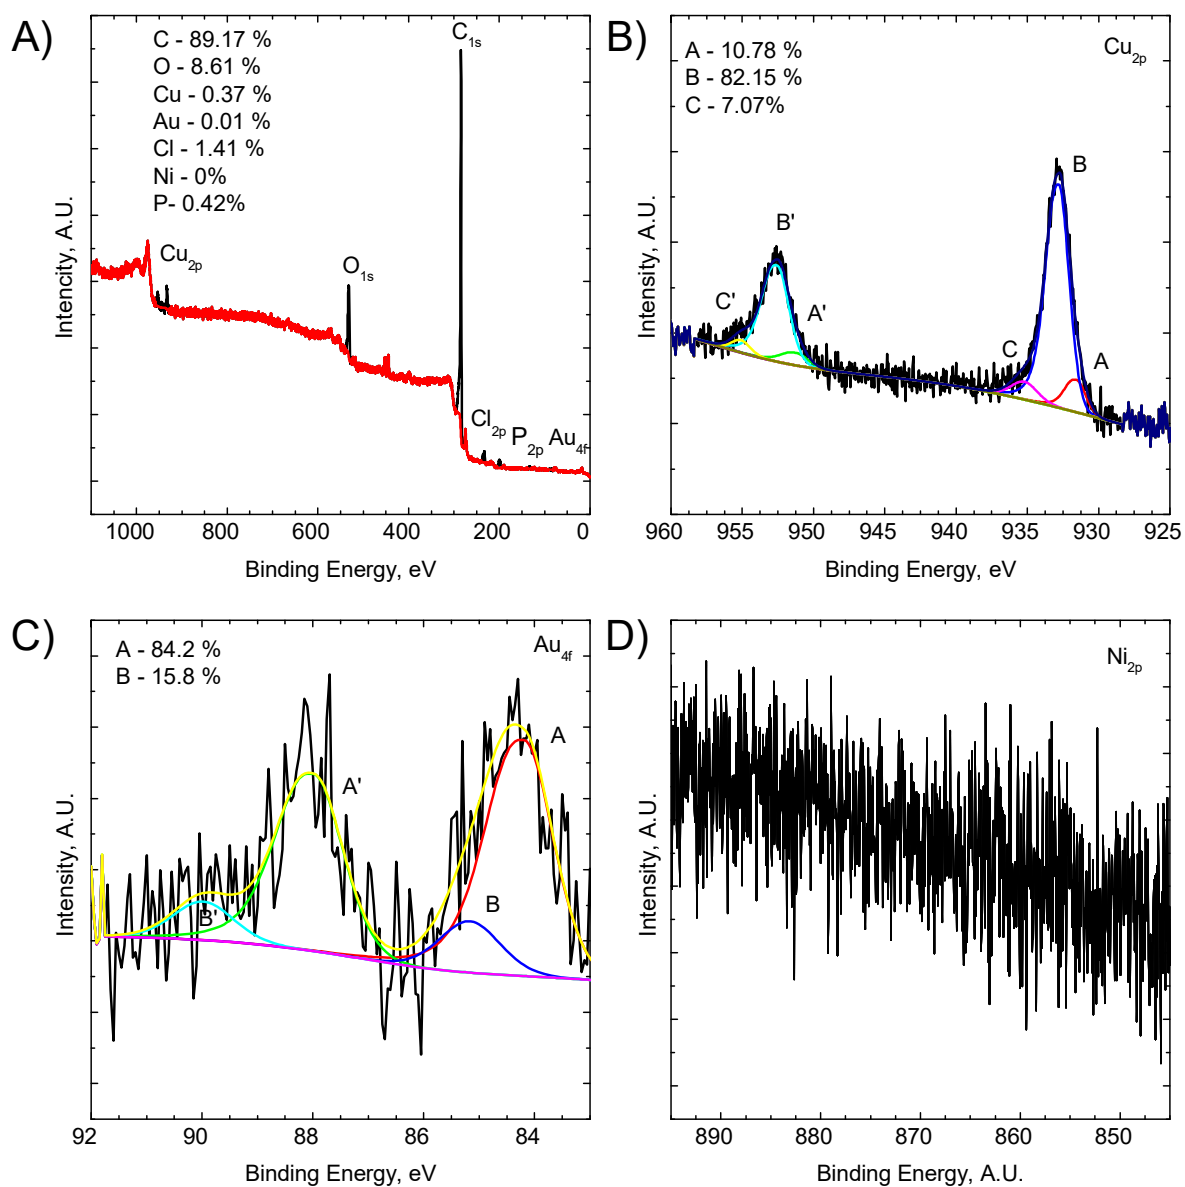 A)
C - 89.17 %
O - 8.61 %
Cu - 0.37 %
Au - 0.01 %
Cl - 1.41 %
Ni - 0%
P- 0.42%
C1s
Cu2p
O1s
Cl2p
P2p
Au4f
Intencity, A.U.
1000 800 600 400 200 0
Binding Energy, eV
B)
A - 10.78 %
B - 82.15 %
C - 7.07%
Cu2p
B
B'
C'
A'
C
A
Intensity, A.U.
960 955 950 945 940 935 930 925
Binding Energy, eV
C)
A - 84.2 %
B - 15.8 %
Au4f
A
A'
B
B'
Intensity, A.U.
92 90 88 86 84
Binding Energy, eV
D)
Ni2p
Intensity, A.U.
890 880 870 860 850
Binding Energy, A.U.